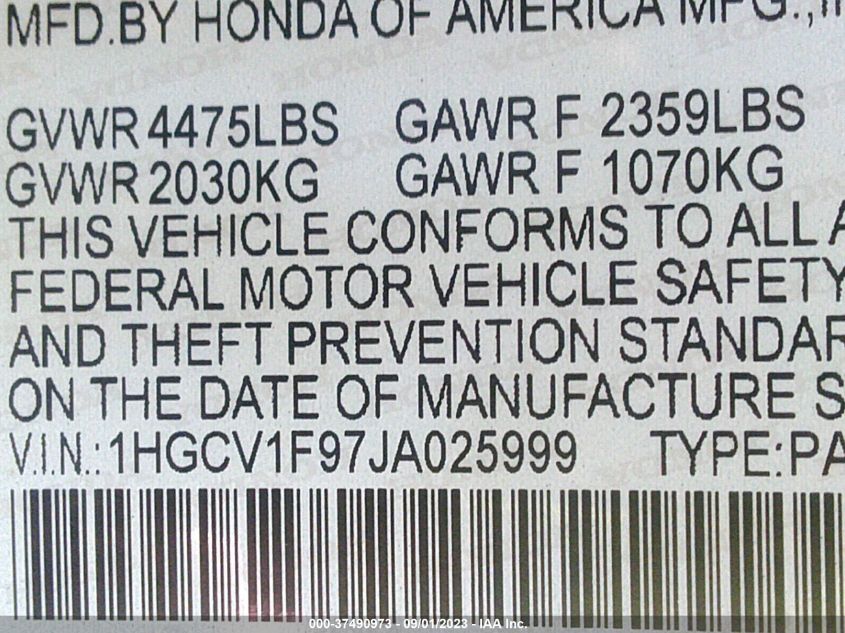 MFD.BY HONDA OF AMERICA MFG.,
GVWR 4475LBS GAWR F 2359LBS
GVWR 2030KG GAWR F 1070KG
THIS VEHICLE CONFORMS TO ALL A
FEDERAL MOTOR VEHICLE SAFETY
AND THEFT PREVENTION STANDAR
ON THE DATE OF MANUFACTURE S
V.I.N.:1HGCV1F97JA025999 TYPE:PA
000-37490973 - 09/01/2023 - IAA Inc.